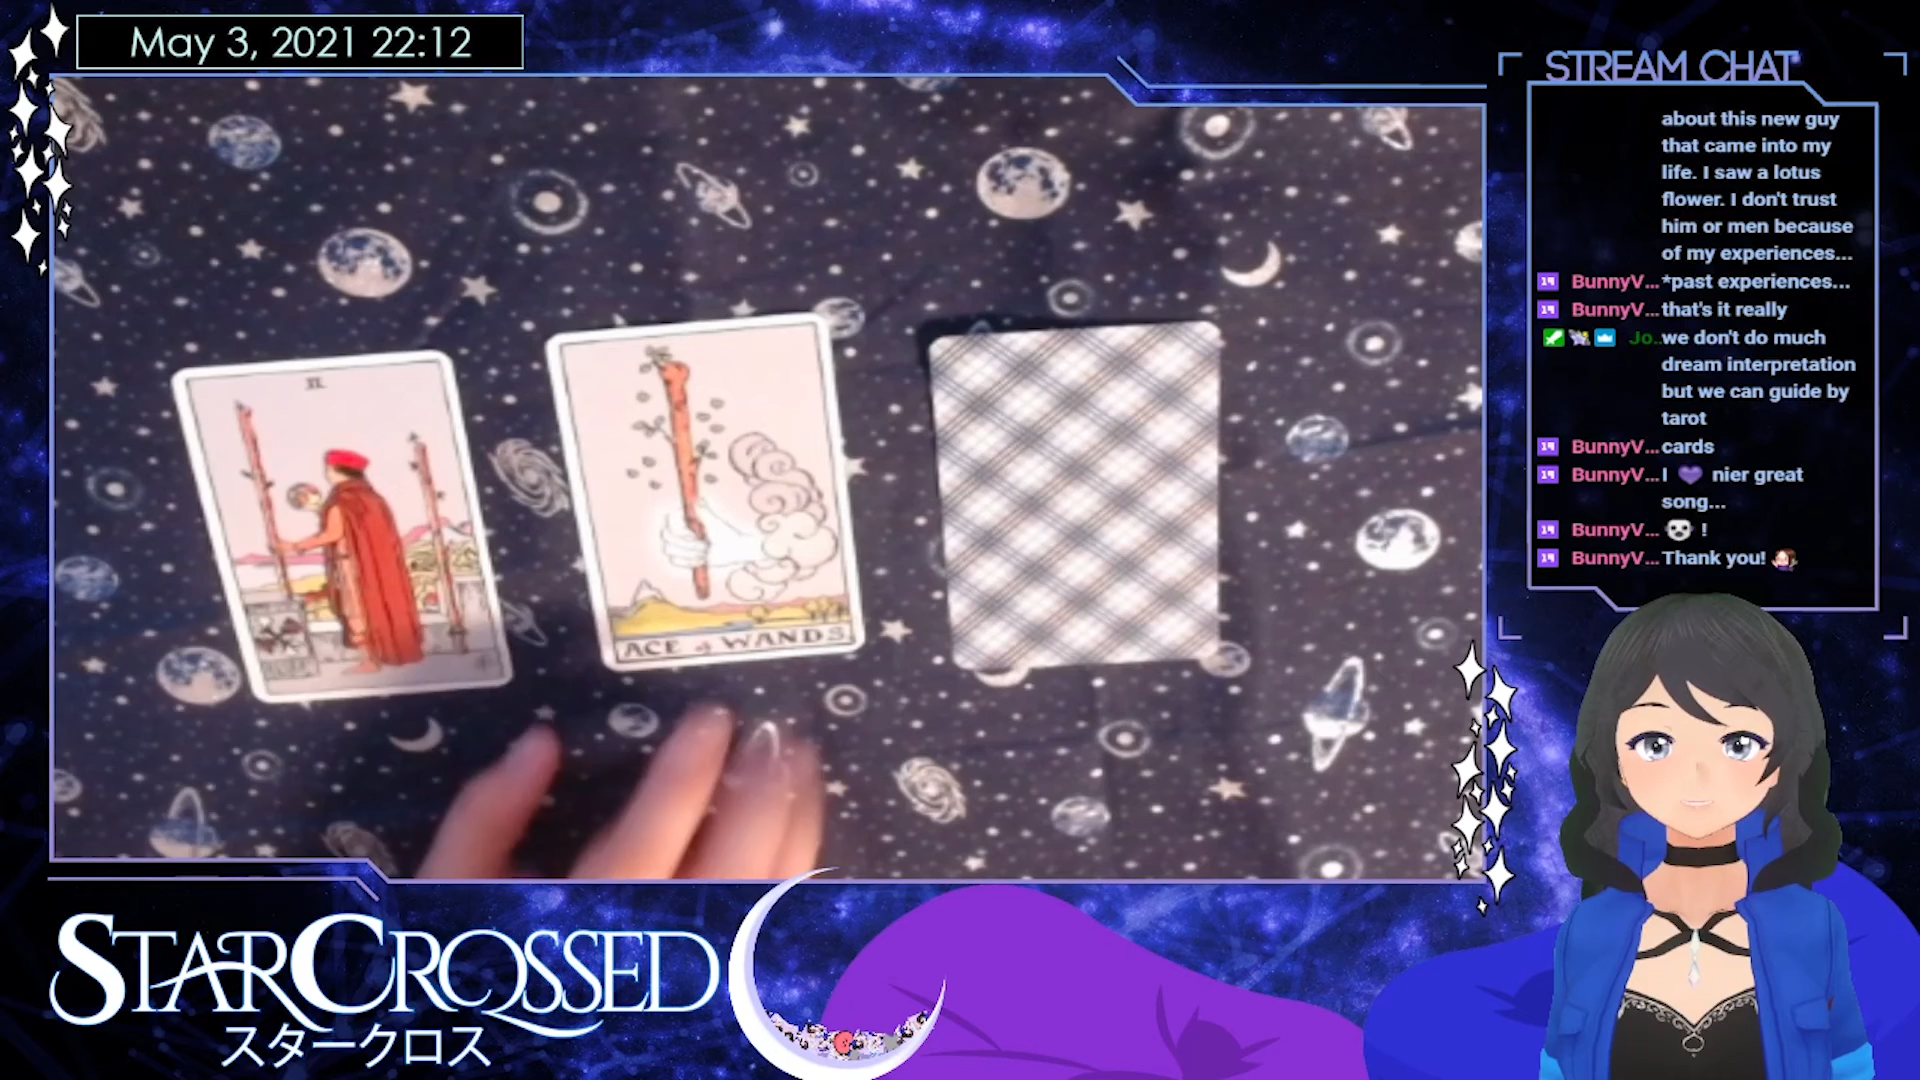 May 3, 2021 22:12
STREAM CHAT
about this new guy
that came into my
life. I saw a lotus
flower. I don't trust
him or men because
of my experiences...
BunnyV... *past experiences...
BunnyV... that's it really
Jo.. we don't do much
dream interpretation
but we can guide by
tarot
BunnyV... cards
BunnyV... I 💜 nier great
song...
BunnyV... !
BunnyV... Thank you!
II
ACE of WANDS.
STARCROSSED
スタークロス